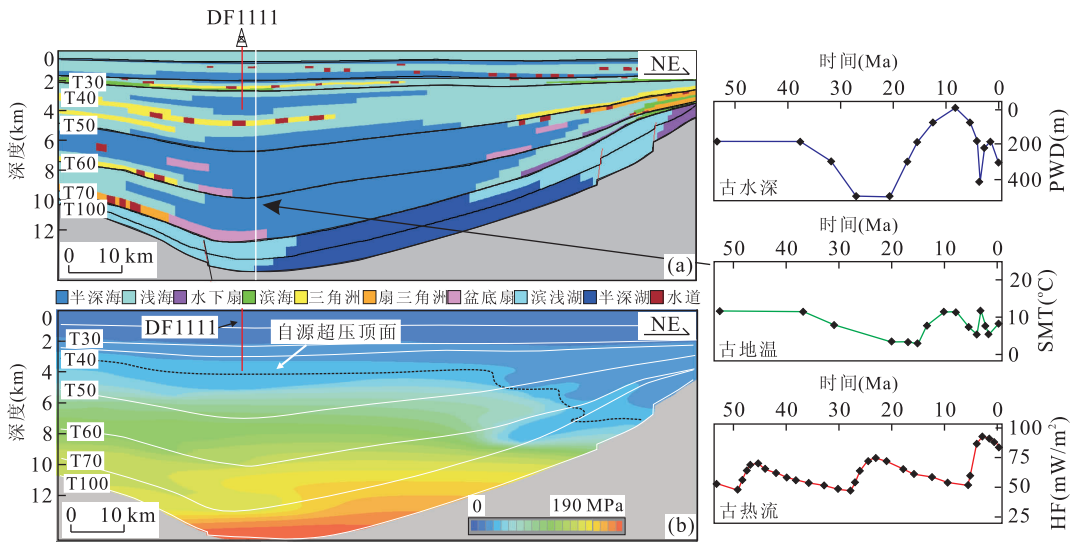 DF1111
0
2
4
6
8
10
12
深度(km)
T30
T40
T50
T60
T70
T100
NE
0 10 km
(a)
半深海 浅海 水下扇 滨海 三角洲 扇三角洲 盆底扇 滨浅湖 半深湖 水道
0
2
4
6
8
10
12
深度(km)
T30
T40
T50
T60
T70
T100
DF1111
自源超压顶面
NE
0 10 km
0 190 MPa
(b)
时间(Ma)
50 40 30 20 10 0
0
200
400
PWD(m)
古水深
时间(Ma)
50 40 30 20 10 0
20
10
0
SMT(℃)
古地温
时间(Ma)
50 40 30 20 10 0
100
75
50
25
HF(mW/m²)
古热流